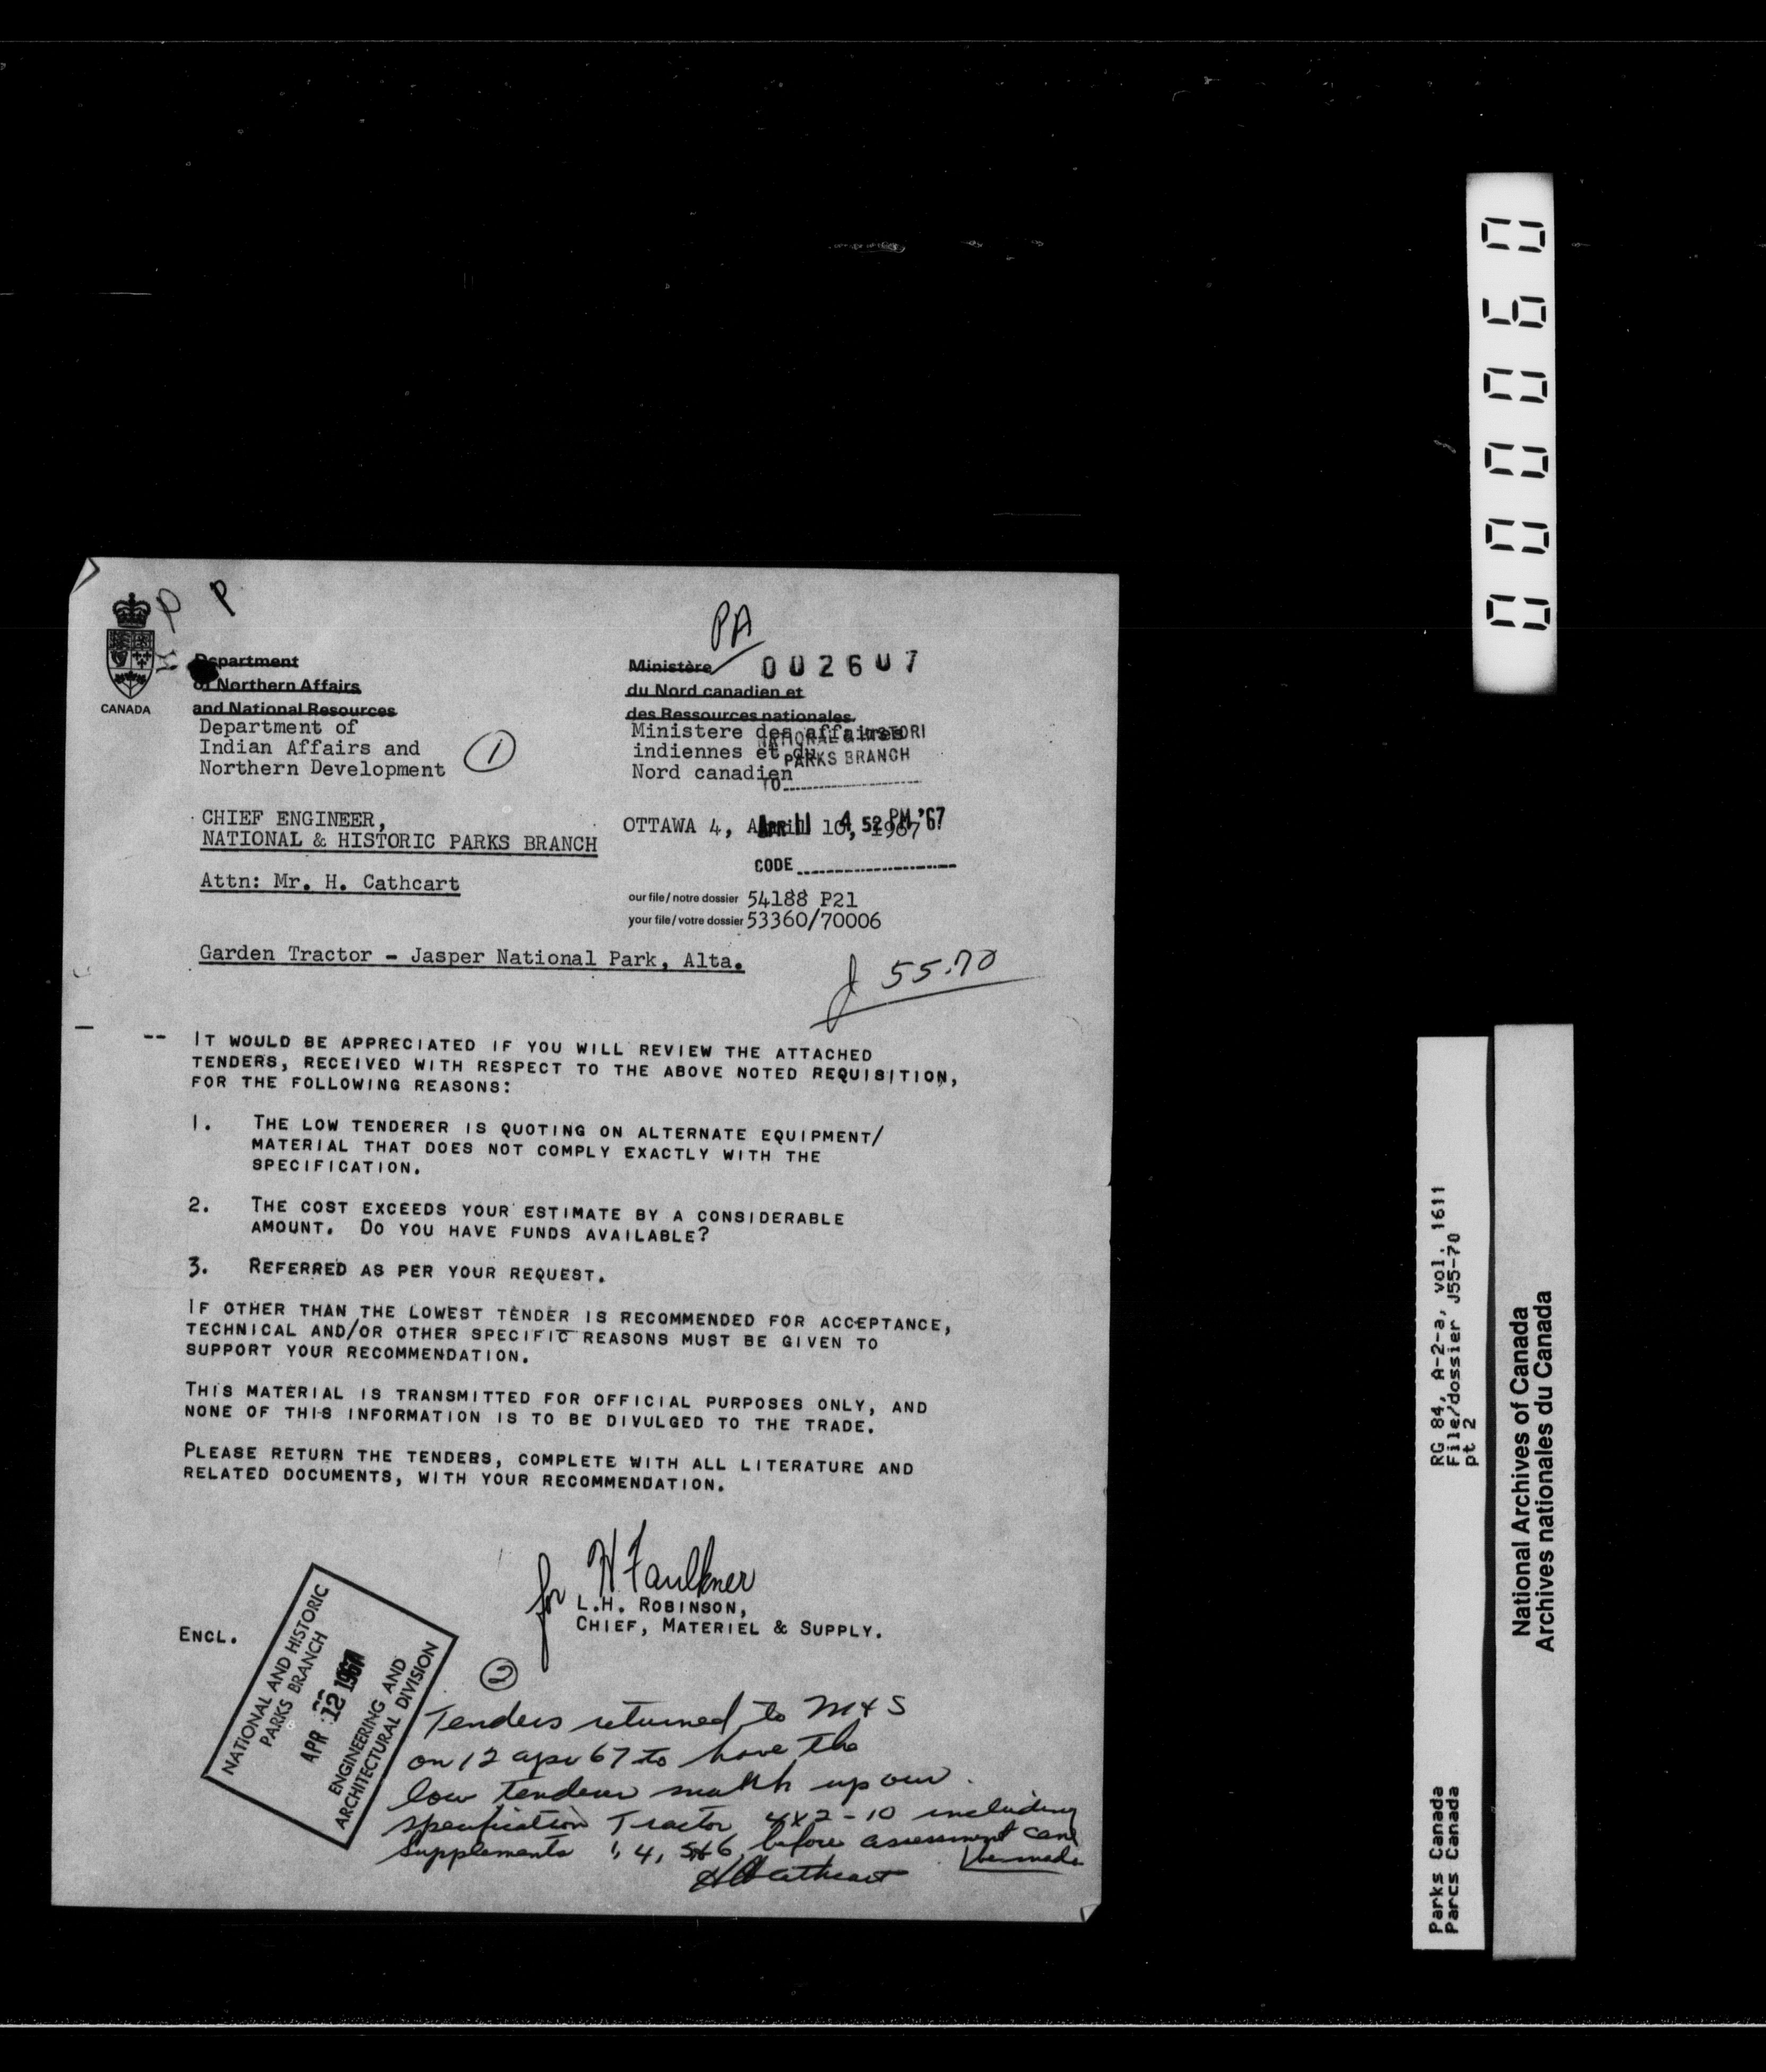 P P
PA
CANADA
Department
of Northern Affairs
and National Resources
Department of
Indian Affairs and
Northern Development
Ministère
du Nord canadien et
des Ressources nationales
Ministere des affaires
indiennes et du
Nord canadien
002607
NATIONAL & HISTORI
PARKS BRANCH
TO
APR 11 4 52 PM '67
CODE
1
CHIEF ENGINEER,
NATIONAL & HISTORIC PARKS BRANCH
OTTAWA 4, April 10, 1967
Attn: Mr. H. Cathcart
our file/notre dossier 54188 P21
your file/votre dossier 53360/70006
Garden Tractor - Jasper National Park, Alta.
J 55.70
-- IT WOULD BE APPRECIATED IF YOU WILL REVIEW THE ATTACHED
TENDERS, RECEIVED WITH RESPECT TO THE ABOVE NOTED REQUISITION,
FOR THE FOLLOWING REASONS:
1. THE LOW TENDERER IS QUOTING ON ALTERNATE EQUIPMENT/
MATERIAL THAT DOES NOT COMPLY EXACTLY WITH THE
SPECIFICATION.
2. THE COST EXCEEDS YOUR ESTIMATE BY A CONSIDERABLE
AMOUNT. DO YOU HAVE FUNDS AVAILABLE?
3. REFERRED AS PER YOUR REQUEST.
IF OTHER THAN THE LOWEST TENDER IS RECOMMENDED FOR ACCEPTANCE,
TECHNICAL AND/OR OTHER SPECIFIC REASONS MUST BE GIVEN TO
SUPPORT YOUR RECOMMENDATION.
THIS MATERIAL IS TRANSMITTED FOR OFFICIAL PURPOSES ONLY, AND
NONE OF THIS INFORMATION IS TO BE DIVULGED TO THE TRADE.
PLEASE RETURN THE TENDERS, COMPLETE WITH ALL LITERATURE AND
RELATED DOCUMENTS, WITH YOUR RECOMMENDATION.
for H Faulkner
L.H. ROBINSON,
CHIEF, MATERIEL & SUPPLY.
ENCL.
NATIONAL AND HISTORIC
PARKS BRANCH
APR 12 1967
ENGINEERING AND
ARCHITECTURAL DIVISION
2
Tenders returned to M & S
on 12 apr 67 to have the
low tenderer match up our
specification Tractor 4x2-10 including
Supplements 1, 4, 5 & 6, before assessment can
be made
H Cathcart
000060
RG 84, A-2-a, vol. 1611
File/dossier J55-70
pt 2
Parks Canada
Parcs Canada
National Archives of Canada
Archives nationales du Canada